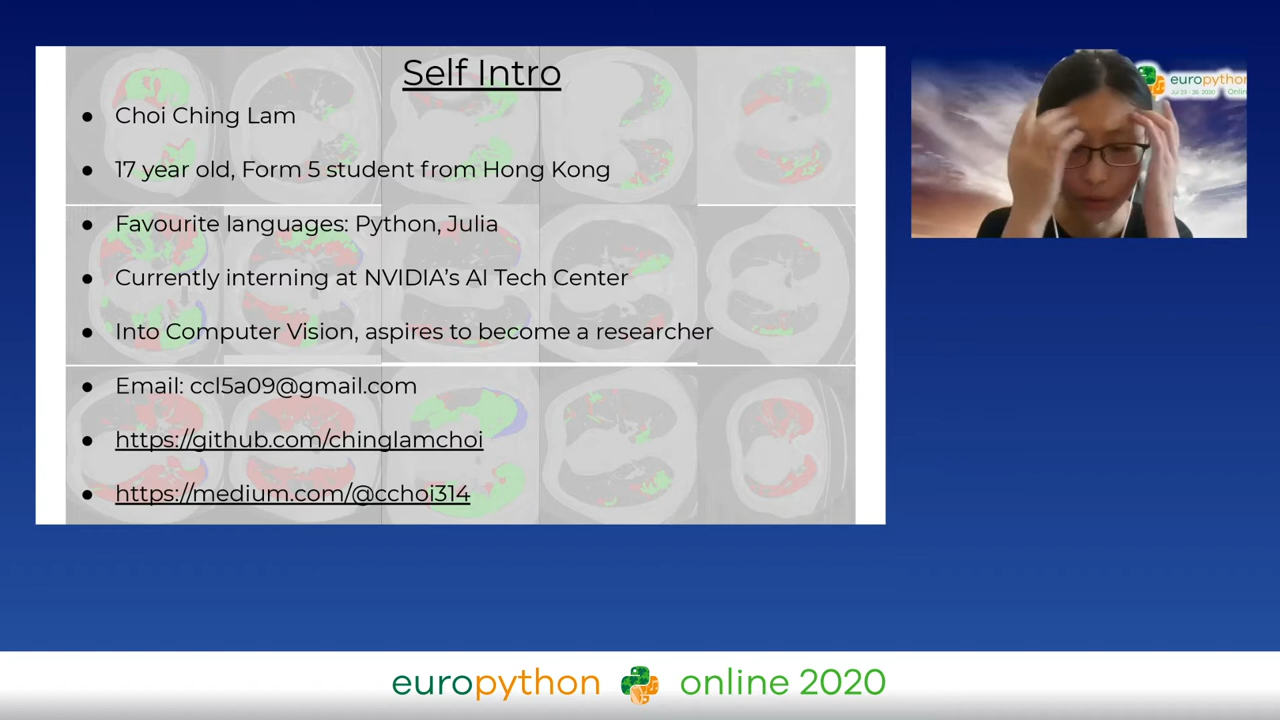 Self Intro
● Choi Ching Lam
● 17 year old, Form 5 student from Hong Kong
● Favourite languages: Python, Julia
● Currently interning at NVIDIA's AI Tech Center
● Into Computer Vision, aspires to become a researcher
● Email: ccl5a09@gmail.com
● https://github.com/chinglamchoi
● https://medium.com/@cchoi314
europython
Jul 23 - 26 2020 Onlin
europython online 2020